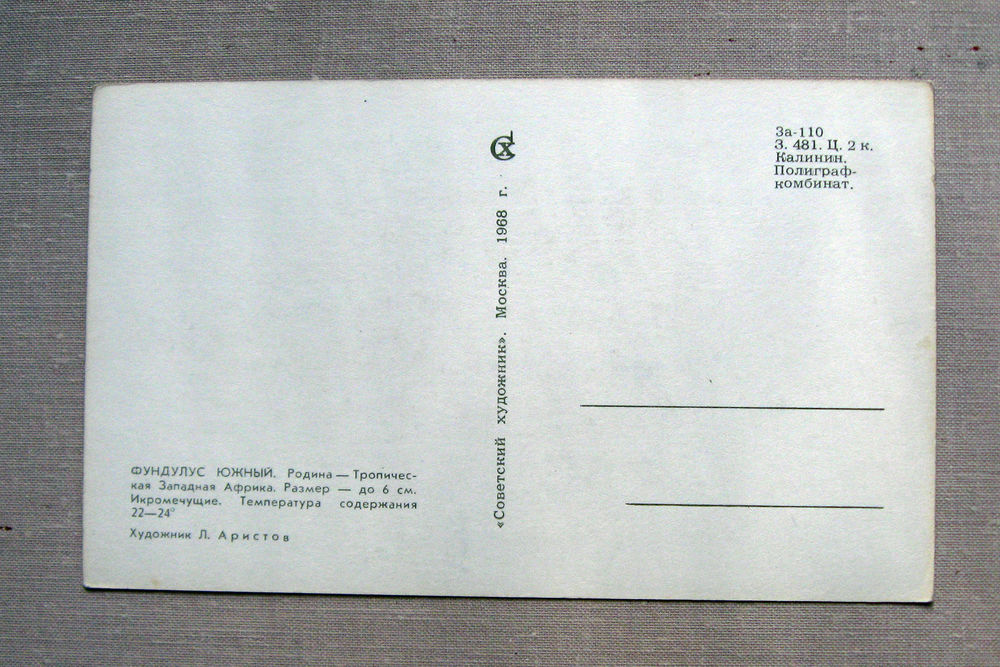 ФУНДУЛУС ЮЖНЫЙ. Родина — Тропичес-
кая Западная Африка. Размер — до 6 см.
Икромечущие. Температура содержания
22—24°
Художник Л. Аристов
«Советский художник». Москва. 1968 г.
СХ
За-110
З. 481. Ц. 2 к.
Калинин.
Полиграф-
комбинат.